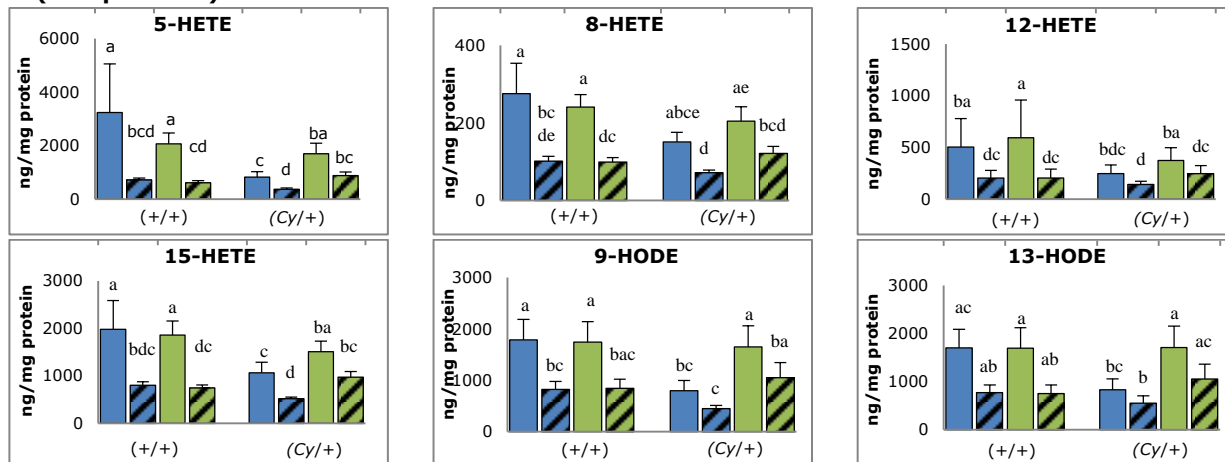 5-HETE
ng/mg protein
6000
4000
2000
0
a
bcd
a
cd
c
d
ba
bc
(+/+)
(Cy/+)
8-HETE
ng/mg protein
400
200
0
a
bc
de
a
dc
abce
d
ae
bcd
(+/+)
(Cy/+)
12-HETE
ng/mg protein
1500
1000
500
0
ba
dc
a
dc
bdc
d
ba
dc
(+/+)
(Cy/+)
15-HETE
ng/mg protein
3000
2000
1000
0
a
bdc
a
dc
c
d
ba
bc
(+/+)
(Cy/+)
9-HODE
ng/mg protein
3000
2000
1000
0
a
bc
a
bac
bc
c
a
ba
(+/+)
(Cy/+)
13-HODE
ng/mg protein
3000
2000
1000
0
ac
ab
a
ab
bc
b
a
ac
(+/+)
(Cy/+)